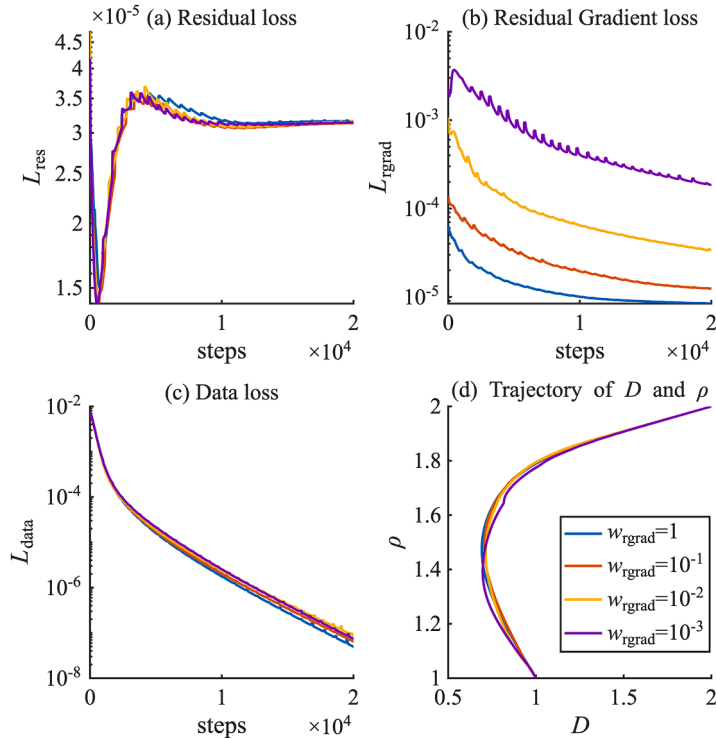 ×10⁻⁵
(a) Residual loss
4.5
4
3.5
3
2.5
2
1.5
L_res
0
1
2
steps
×10⁴
(b) Residual Gradient loss
10⁻²
10⁻³
10⁻⁴
10⁻⁵
L_rgrad
0
1
2
steps
×10⁴
(c) Data loss
10⁻²
10⁻⁴
10⁻⁶
10⁻⁸
L_data
0
1
2
steps
×10⁴
(d) Trajectory of D and ρ
2
1.8
1.6
1.4
1.2
1
ρ
0.5
1
1.5
2
D
w_rgrad=1
w_rgrad=10⁻¹
w_rgrad=10⁻²
w_rgrad=10⁻³